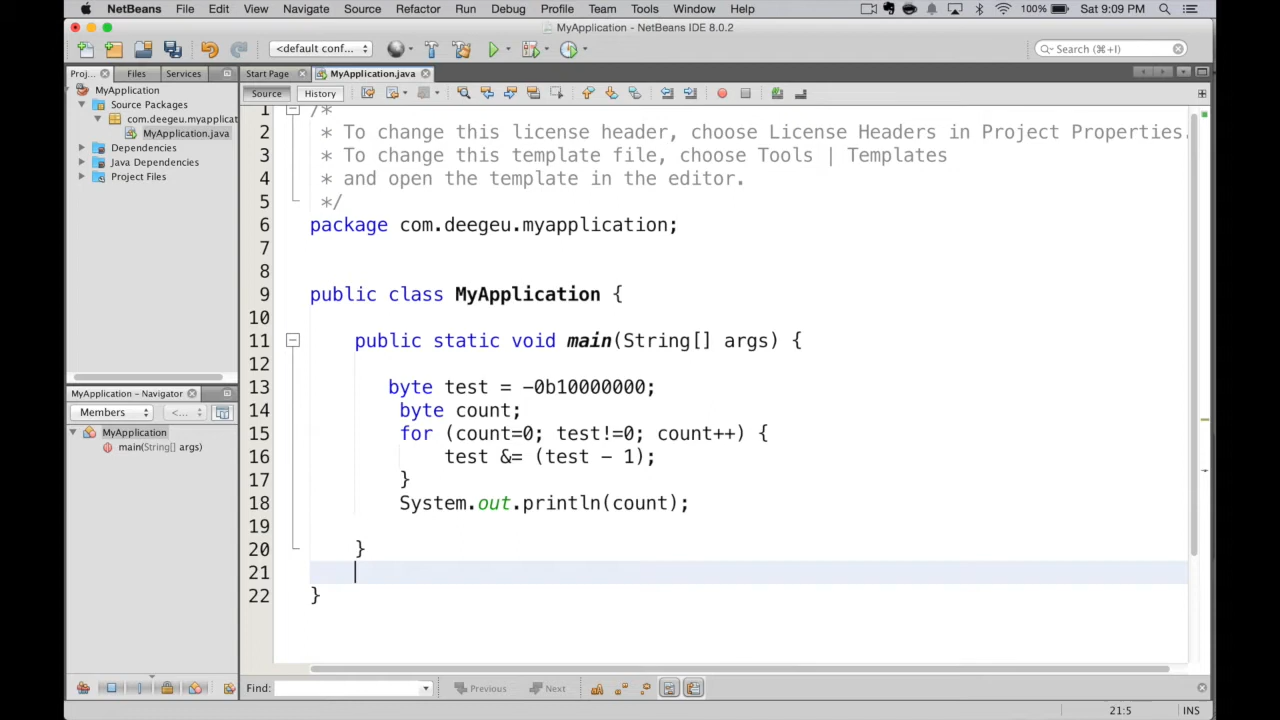 NetBeans File Edit View Navigate Source Refactor Run Debug Profile Team Tools Window Help 100% Sat 9:09 PM
MyApplication - NetBeans IDE 8.0.2
<default conf... Search (⌘+I)
Proj... Files Services Start Page MyApplication.java
Source History
MyApplication
Source Packages
com.deegeu.myapplicat
MyApplication.java
Dependencies
Java Dependencies
Project Files
MyApplication - Navigator
Members <...
MyApplication
main(String[] args)
1 /*
2 * To change this license header, choose License Headers in Project Properties.
3 * To change this template file, choose Tools | Templates
4 * and open the template in the editor.
5 */
6 package com.deegeu.myapplication;
7
8
9 public class MyApplication {
10
11 public static void main(String[] args) {
12
13 byte test = -0b10000000;
14 byte count;
15 for (count=0; test!=0; count++) {
16 test &= (test - 1);
17 }
18 System.out.println(count);
19
20 }
21
22 }
Find: Previous Next
21:5 INS